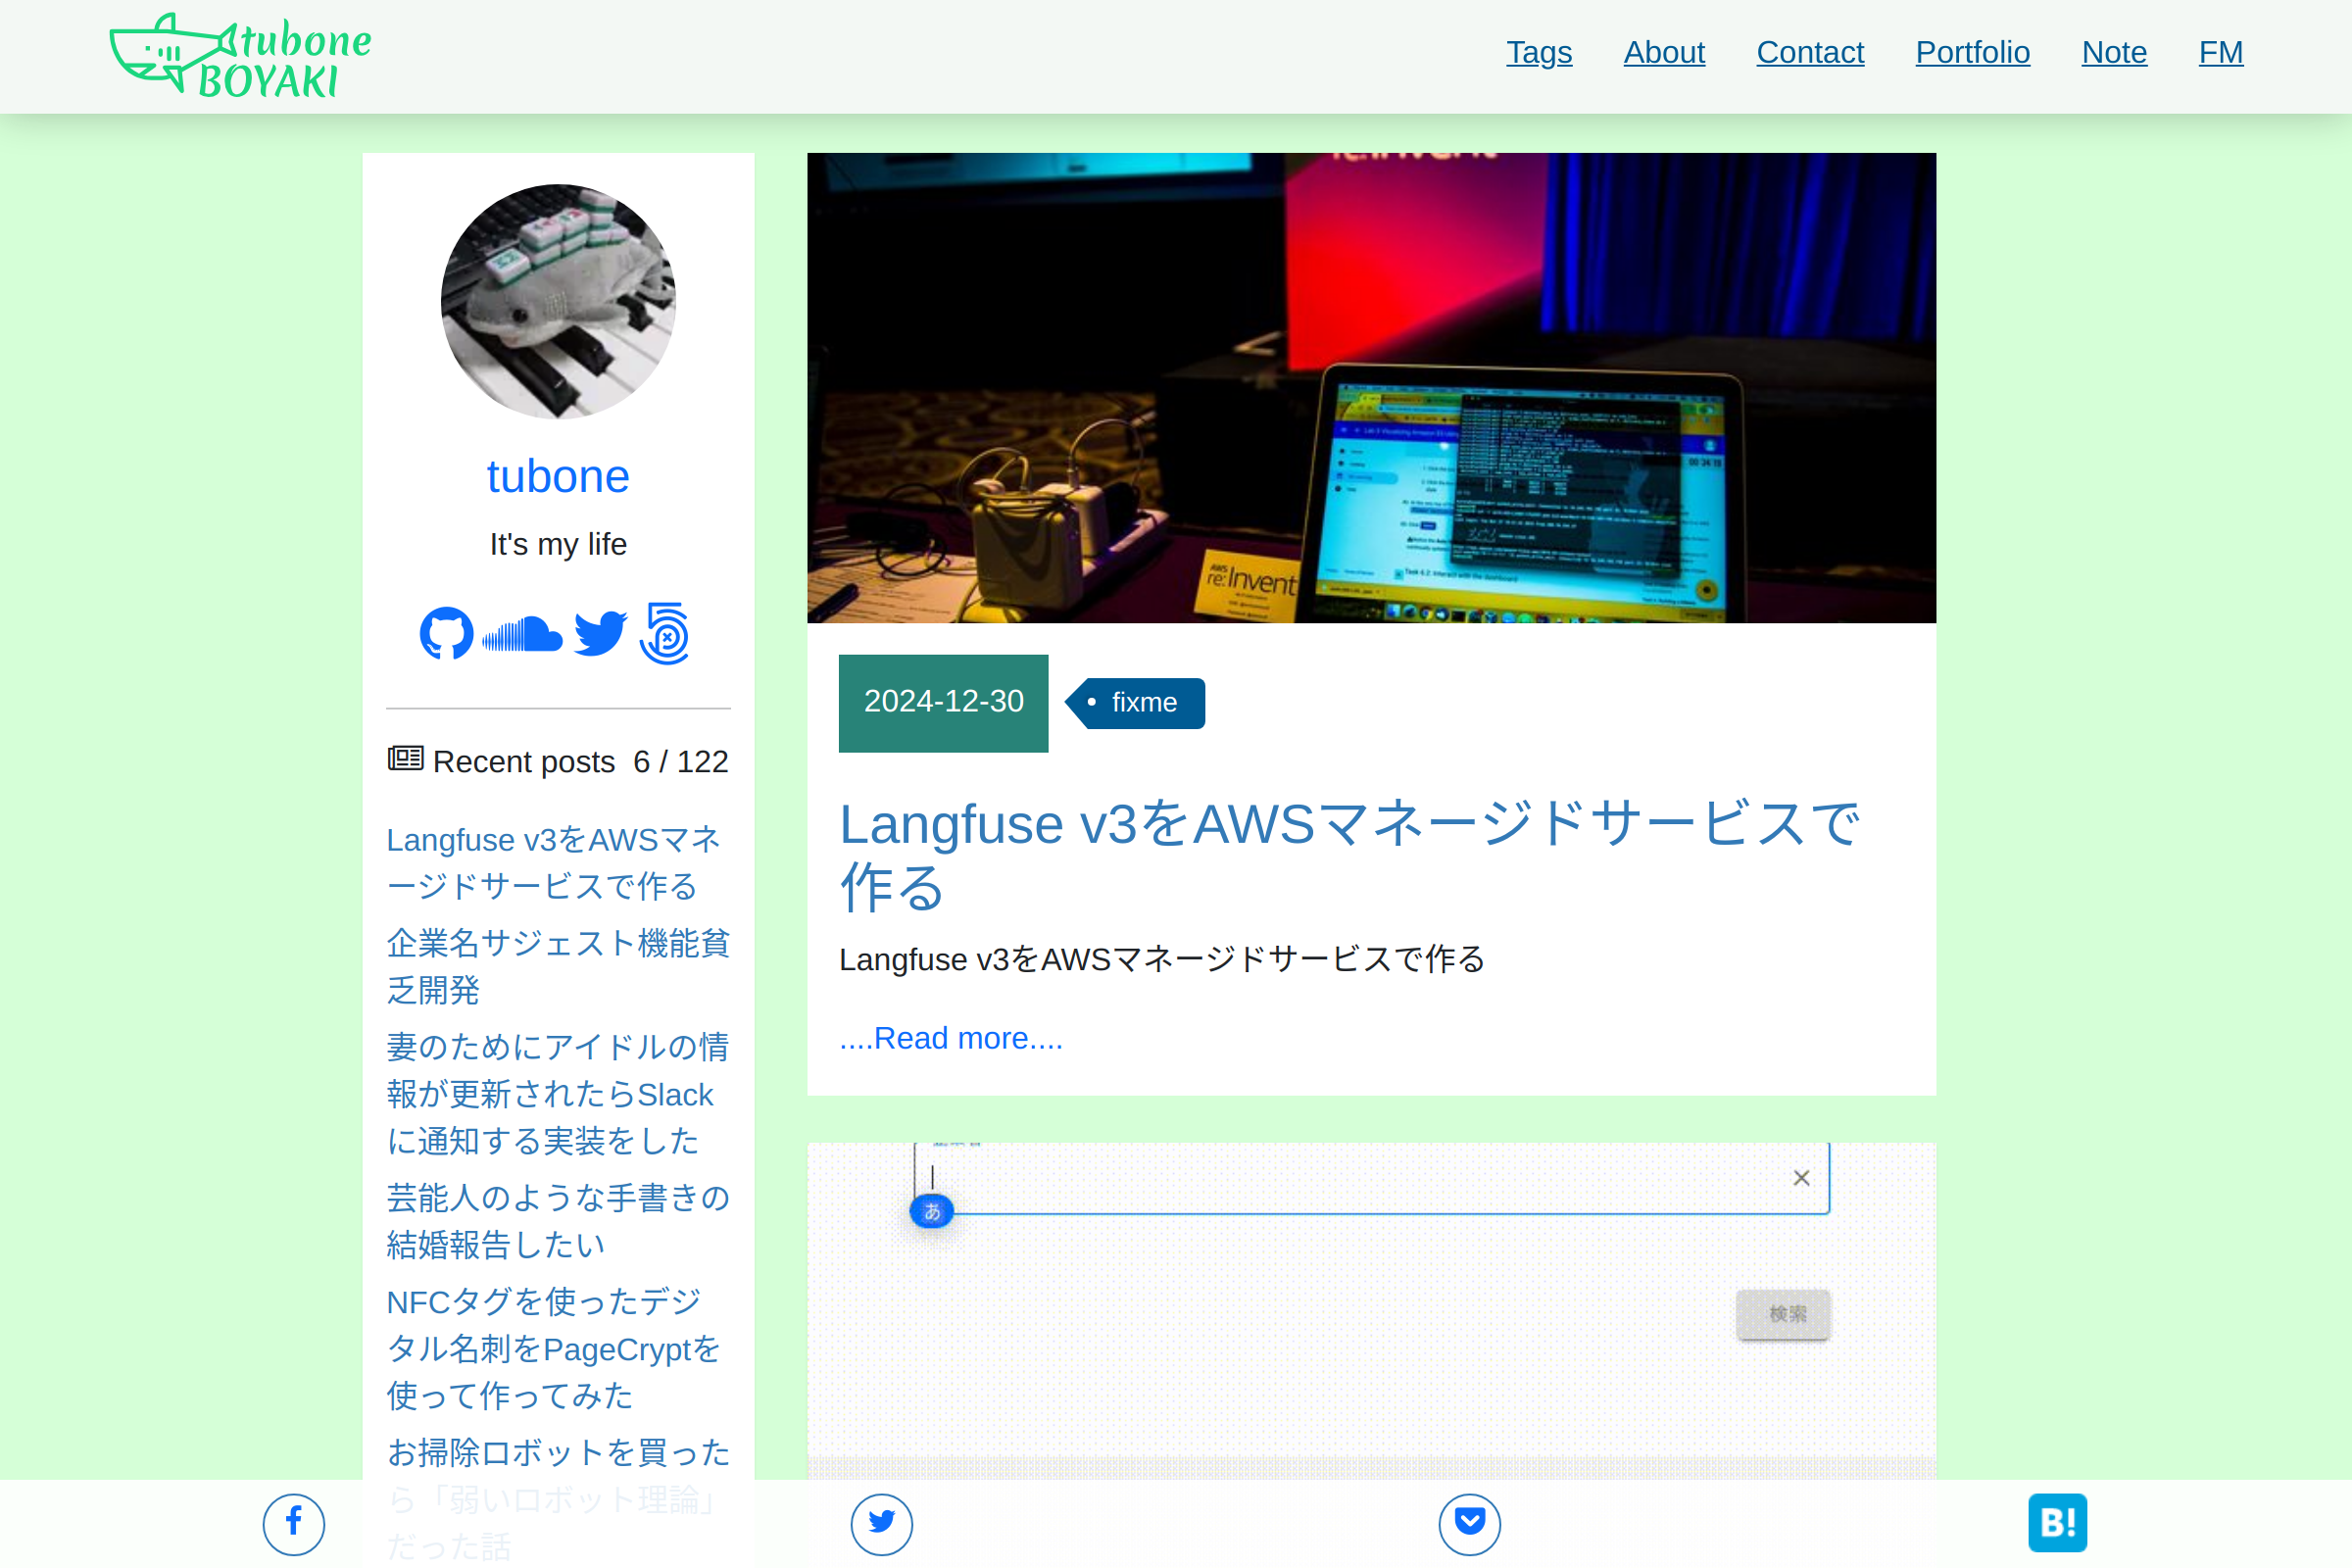 tubone
BOYAKI
Tags About Contact Portfolio Note FM
tubone
It's my life
Recent posts 6 / 122
Langfuse v3をAWSマネ
ージドサービスで作る
企業名サジェスト機能貧
乏開発
妻のためにアイドルの情
報が更新されたらSlack
に通知する実装をした
芸能人のような手書きの
結婚報告したい
NFCタグを使ったデジ
タル名刺をPageCryptを
使って作ってみた
お掃除ロボットを買った
ら「弱いロボット理論」
だった話
AWS
re:Invent
2024-12-30
fixme
Langfuse v3をAWSマネージドサービスで
作る
Langfuse v3をAWSマネージドサービスで作る
....Read more....
あ
検索
B!